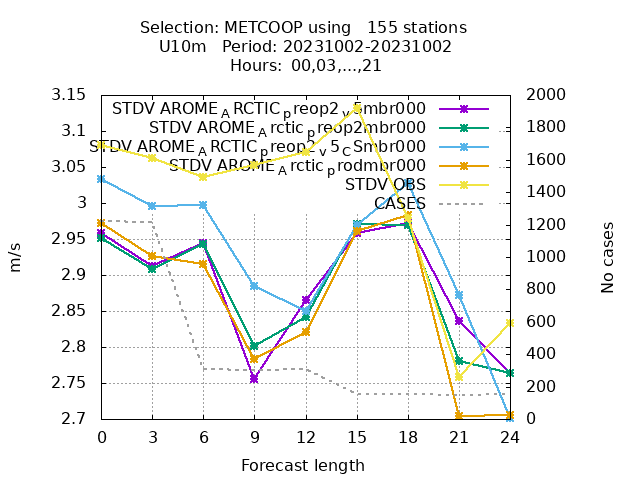 Selection: METCOOP using   155 stations
U10m   Period: 20231002-20231002
Hours:  00,03,...,21
3.15
3.1
3.05
3
2.95
2.9
2.85
2.8
2.75
2.7
m/s
STDV AROME_ARCTIC_preop2_v5mbr000
STDV AROME_Arctic_preop2mbr000
STDV AROME_ARCTIC_preop2_v5_CSmbr000
STDV AROME_Arctic_prodmbr000
STDV OBS
CASES
2000
1800
1600
1400
1200
1000
800
600
400
200
0
No cases
0 3 6 9 12 15 18 21 24
Forecast length